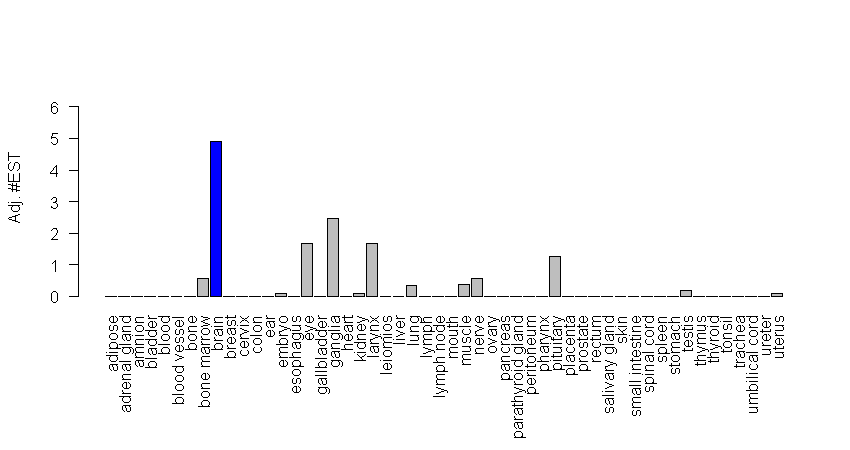 Adj. #EST
6
5
4
3
2
1
0
adipose
adrenal gland
amnion
bladder
blood
blood vessel
bone
bone marrow
brain
breast
cervix
colon
ear
embryo
esophagus
eye
gallbladder
ganglia
heart
kidney
larynx
leiomios
liver
lung
lymph
lymph node
mouth
muscle
nerve
ovary
pancreas
parathyroid gland
peritoneum
pharynx
pituitary
placenta
prostate
rectum
salivary gland
skin
small intestine
spinal cord
spleen
stomach
testis
thymus
thyroid
tonsil
trachea
umbilical cord
ureter
uterus